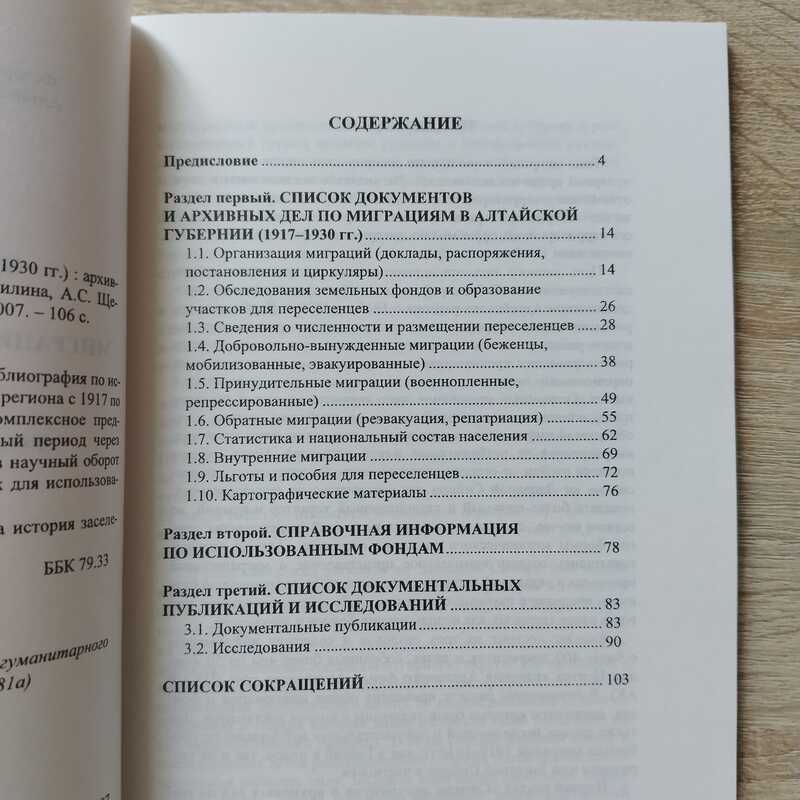 1930 гг.) : архив-
илина, А.С. Ще-
007. – 106 с.
блиография по ис-
региона с 1917 по
омплексное пред-
ный период через
в научный оборот
х для использова-
а история заселе-
ББК 79.33
гуманитарного
81а)
СОДЕРЖАНИЕ
Предисловие 4
Раздел первый. СПИСОК ДОКУМЕНТОВ
И АРХИВНЫХ ДЕЛ ПО МИГРАЦИЯМ В АЛТАЙСКОЙ
ГУБЕРНИИ (1917–1930 гг.) 14
1.1. Организация миграций (доклады, распоряжения,
постановления и циркуляры) 14
1.2. Обследования земельных фондов и образование
участков для переселенцев 26
1.3. Сведения о численности и размещении переселенцев 28
1.4. Добровольно-вынужденные миграции (беженцы,
мобилизованные, эвакуированные) 38
1.5. Принудительные миграции (военнопленные,
репрессированные) 49
1.6. Обратные миграции (реэвакуация, репатриация) 55
1.7. Статистика и национальный состав населения 62
1.8. Внутренние миграции 69
1.9. Льготы и пособия для переселенцев 72
1.10. Картографические материалы 76
Раздел второй. СПРАВОЧНАЯ ИНФОРМАЦИЯ
ПО ИСПОЛЬЗОВАННЫМ ФОНДАМ 78
Раздел третий. СПИСОК ДОКУМЕНТАЛЬНЫХ
ПУБЛИКАЦИЙ И ИССЛЕДОВАНИЙ 83
3.1. Документальные публикации 83
3.2. Исследования 90
СПИСОК СОКРАЩЕНИЙ 103